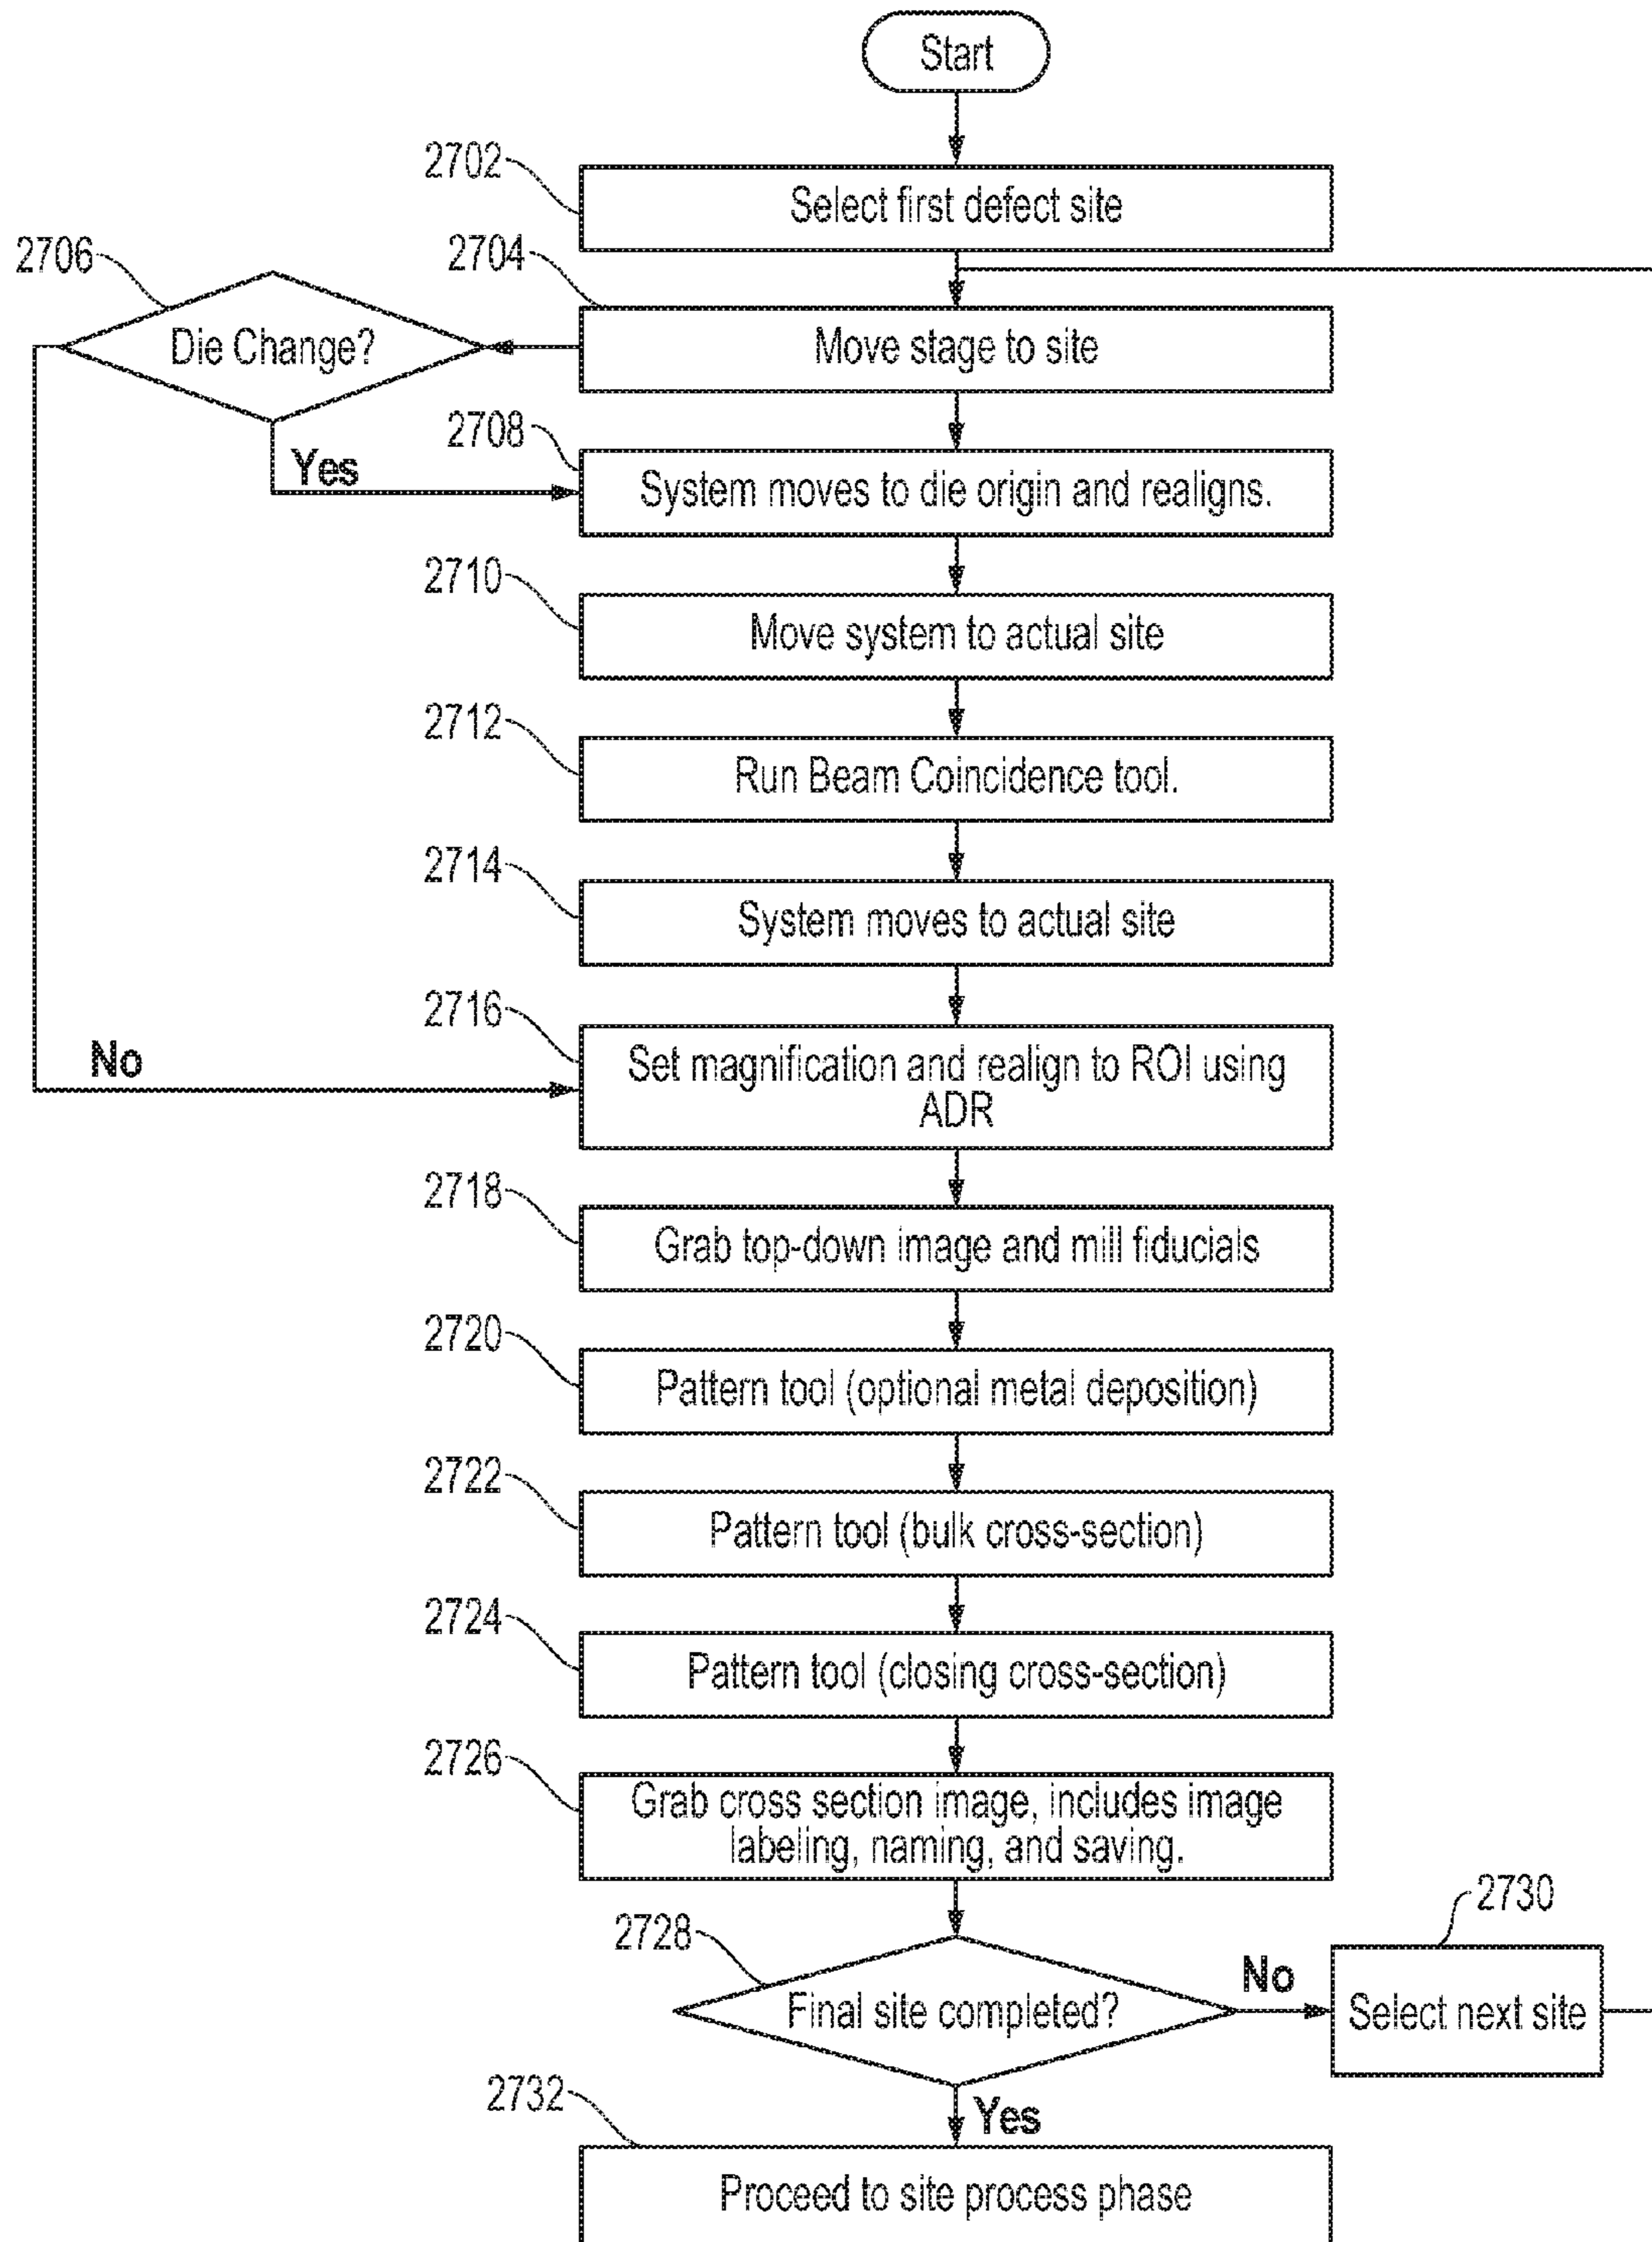 Start
2702
Select first defect site
2706
2704
Die Change?
Move stage to site
2708
Yes
System moves to die origin and realigns.
2710
Move system to actual site
2712
Run Beam Coincidence tool.
2714
System moves to actual site
2716
No
Set magnification and realign to ROI using
ADR
2718
Grab top-down image and mill fiducials
2720
Pattern tool (optional metal deposition)
2722
Pattern tool (bulk cross-section)
2724
Pattern tool (closing cross-section)
2726
Grab cross section image, includes image
labeling, naming, and saving.
2728
2730
Final site completed?
No
Select next site
2732
Yes
Proceed to site process phase